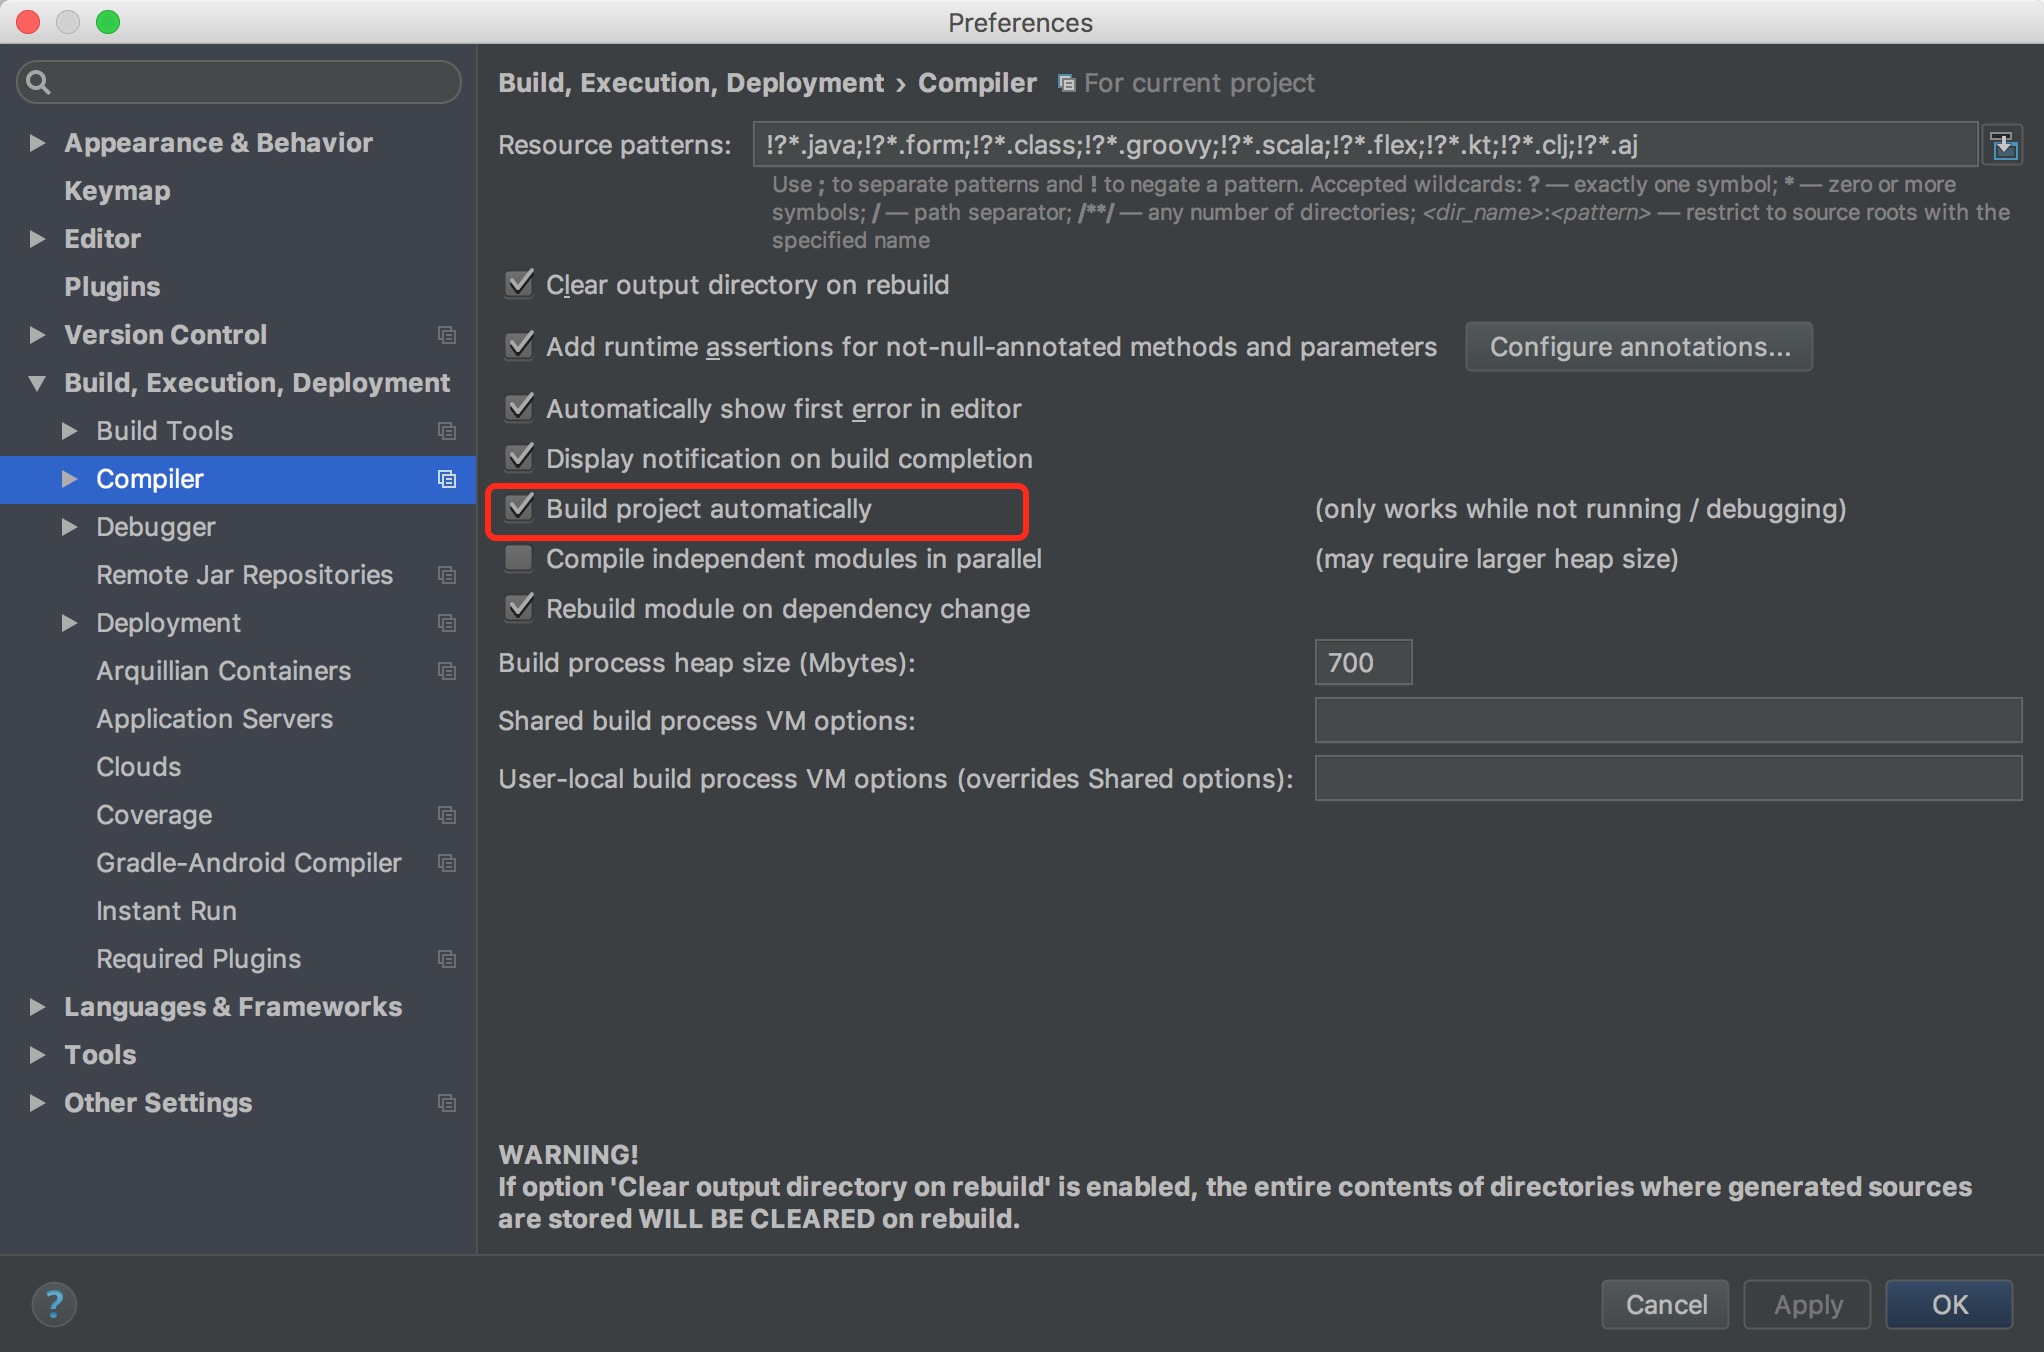 Preferences
Appearance & Behavior
Keymap
Editor
Plugins
Version Control
Build, Execution, Deployment
Build Tools
Compiler
Debugger
Remote Jar Repositories
Deployment
Arquillian Containers
Application Servers
Clouds
Coverage
Gradle-Android Compiler
Instant Run
Required Plugins
Languages & Frameworks
Tools
Other Settings
Build, Execution, Deployment › Compiler For current project
Resource patterns: !?*.java;!?*.form;!?*.class;!?*.groovy;!?*.scala;!?*.flex;!?*.kt;!?*.clj;!?*.aj
Use ; to separate patterns and ! to negate a pattern. Accepted wildcards: ? — exactly one symbol; * — zero or more
symbols; / — path separator; /**/ — any number of directories; <dir_name>:<pattern> — restrict to source roots with the
specified name
Clear output directory on rebuild
Add runtime assertions for not-null-annotated methods and parameters Configure annotations...
Automatically show first error in editor
Display notification on build completion
Build project automatically (only works while not running / debugging)
Compile independent modules in parallel (may require larger heap size)
Rebuild module on dependency change
Build process heap size (Mbytes): 700
Shared build process VM options:
User-local build process VM options (overrides Shared options):
WARNING!
If option 'Clear output directory on rebuild' is enabled, the entire contents of directories where generated sources
are stored WILL BE CLEARED on rebuild.
? Cancel Apply OK